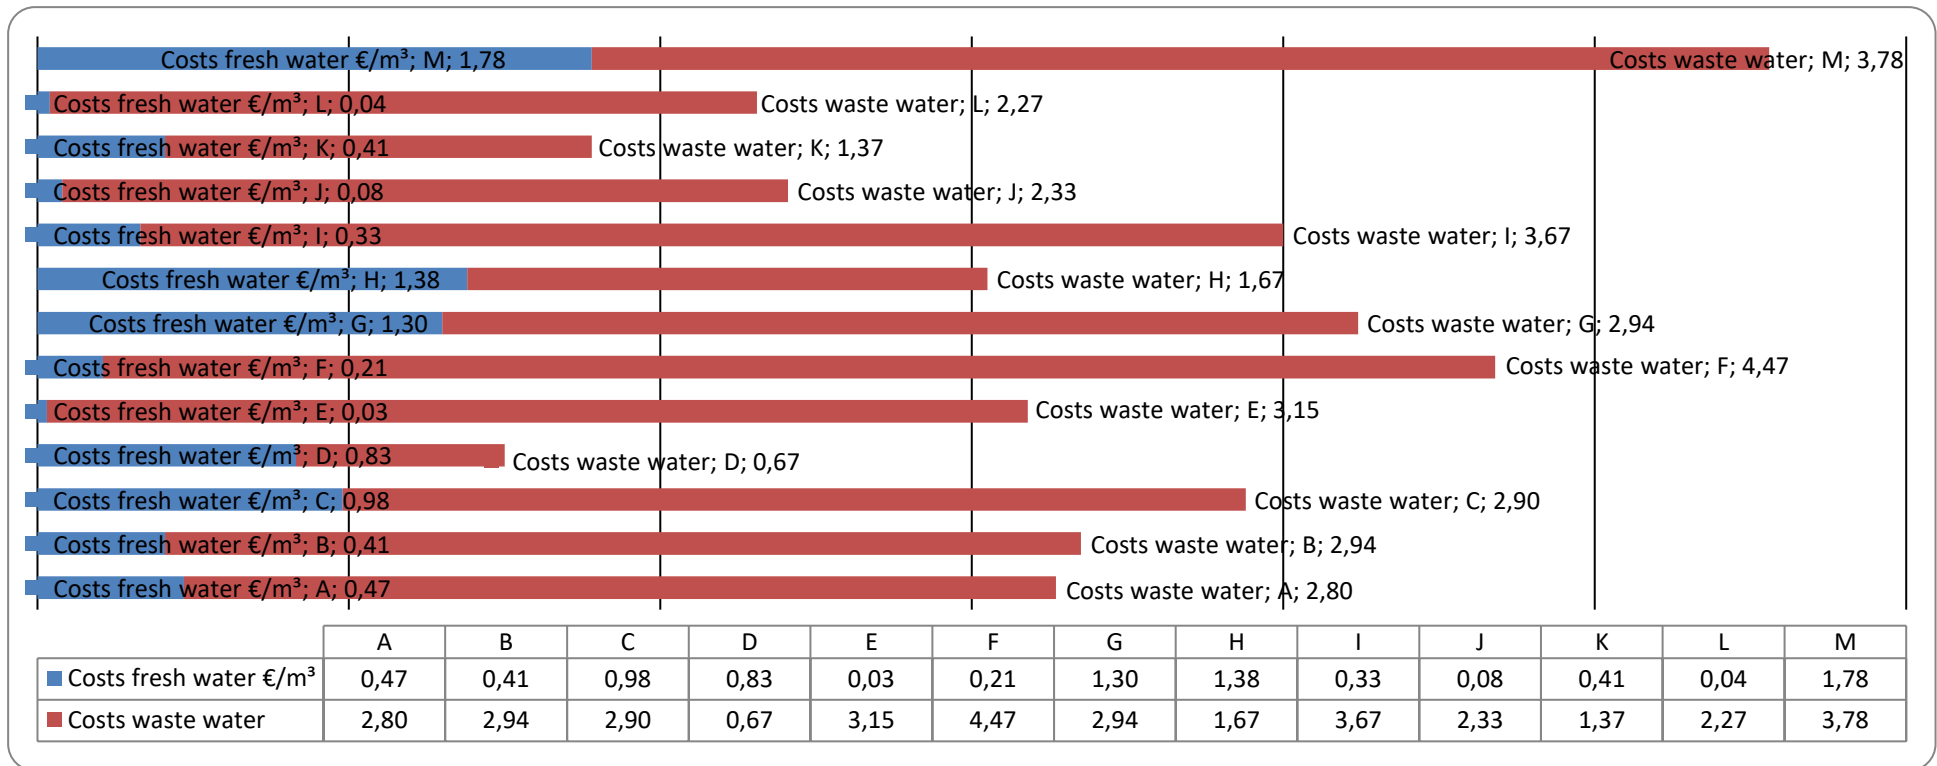 Costs fresh water €/m³; M; 1,78 Costs waste water; M; 3,78
Costs fresh water €/m³; L; 0,04 Costs waste water; L; 2,27
Costs fresh water €/m³; K; 0,41 Costs waste water; K; 1,37
Costs fresh water €/m³; J; 0,08 Costs waste water; J; 2,33
Costs fresh water €/m³; I; 0,33 Costs waste water; I; 3,67
Costs fresh water €/m³; H; 1,38 Costs waste water; H; 1,67
Costs fresh water €/m³; G; 1,30 Costs waste water; G; 2,94
Costs fresh water €/m³; F; 0,21 Costs waste water; F; 4,47
Costs fresh water €/m³; E; 0,03 Costs waste water; E; 3,15
Costs fresh water €/m³; D; 0,83 Costs waste water; D; 0,67
Costs fresh water €/m³; C; 0,98 Costs waste water; C; 2,90
Costs fresh water €/m³; B; 0,41 Costs waste water; B; 2,94
Costs fresh water €/m³; A; 0,47 Costs waste water; A; 2,80
A B C D E F G H I J K L M
Costs fresh water €/m³ 0,47 0,41 0,98 0,83 0,03 0,21 1,30 1,38 0,33 0,08 0,41 0,04 1,78
Costs waste water 2,80 2,94 2,90 0,67 3,15 4,47 2,94 1,67 3,67 2,33 1,37 2,27 3,78